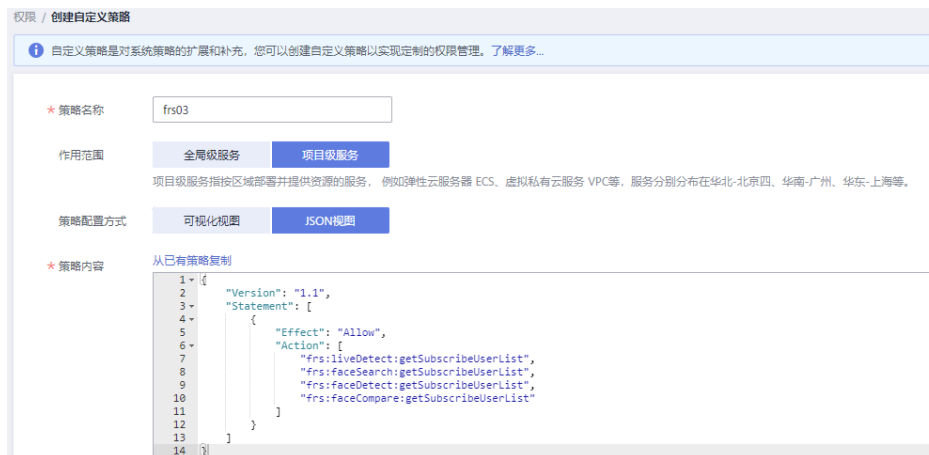 权限 / 创建自定义策略
自定义策略是对系统策略的扩展和补充，您可以创建自定义策略以实现定制的权限管理。了解更多...
* 策略名称 frs03
作用范围 全局级服务 项目级服务
项目级服务指按区域部署并提供资源的服务， 例如弹性云服务器 ECS、虚拟私有云服务 VPC等，服务分别分布在华北-北京四、华南-广州、华东-上海等。
策略配置方式 可视化视图 JSON视图
* 策略内容 从已有策略复制
1 {
2 "Version": "1.1",
3 "Statement": [
4 {
5 "Effect": "Allow",
6 "Action": [
7 "frs:liveDetect:getSubscribeUserList",
8 "frs:faceSearch:getSubscribeUserList",
9 "frs:faceDetect:getSubscribeUserList",
10 "frs:faceCompare:getSubscribeUserList"
11 ]
12 }
13 ]
14 }